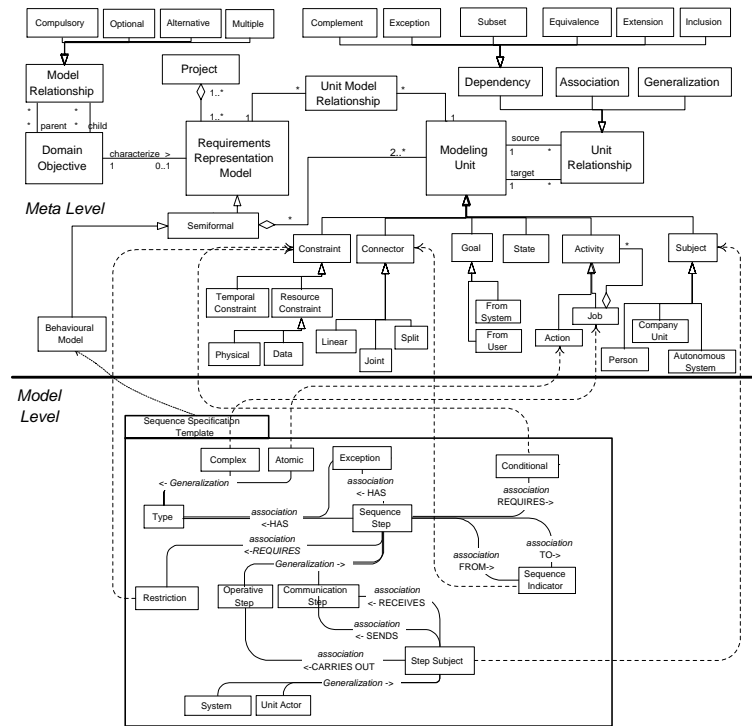 Compulsory Optional Alternative Multiple Complement Exception Subset Equivalence Extension Inclusion
Model
Relationship
Project
Unit Model
Relationship
Dependency Association Generalization
* *
parent child
* *
1..*
1..*
1
* *
1
Domain
Objective
characterize >
1 0..1
Requirements
Representation
Model
2..*
Modeling
Unit
source
1 *
target
1 *
Unit
Relationship
Meta Level
Semiformal
*
Constraint Connector Goal State Activity * Subject
Temporal
Constraint
Resource
Constraint
Physical Data
Linear Joint Split
From
System
From
User
Action Job
Person
Company
Unit
Autonomous
System
Behavioural
Model
Model
Level
Sequence Specification
Template
Complex Atomic Exception Conditional
<- Generalization
association
<- HAS
association
REQUIRES->
Type
association
<-HAS
Sequence
Step
association
<-REQUIRES
association
FROM->
association
TO->
Generalization ->
Restriction
Operative
Step
Communication
Step
association
<- RECEIVES
Sequence
Indicator
association
<- SENDS
association
<-CARRIES OUT
Step Subject
Generalization ->
System Unit Actor